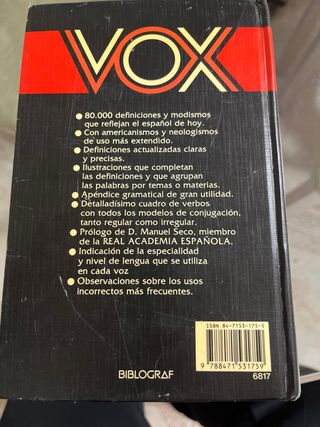 VOX
● 80.000 definiciones y modismos
que reflejan el español de hoy.
● Con americanismos y neologismos
de uso más extendido.
● Definiciones actualizadas claras
y precisas.
● Ilustraciones que completan
las definiciones y que agrupan
las palabras por temas o materias.
● Apéndice gramatical de gran utilidad.
● Detalladísimo cuadro de verbos
con todos los modelos de conjugación,
tanto regular como irregular.
● Prólogo de D. Manuel Seco, miembro
de la REAL ACADEMIA ESPAÑOLA.
● Indicación de la especialidad
y nivel de lengua que se utiliza
en cada voz
● Observaciones sobre los usos
incorrectos más frecuentes.
ISBN 84-7153-175-5
9 788471 531759
BIBLOGRAF
6817